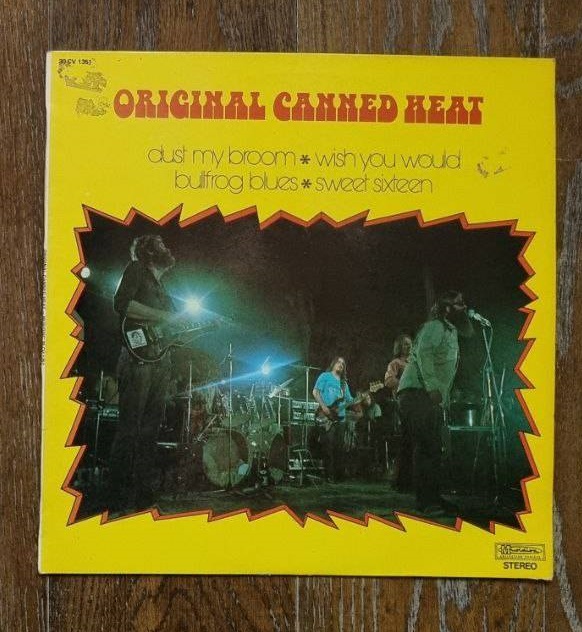 ORIGINAL CANNED HEAT
dust my broom * wish you would
bullfrog blues * sweet sixteen
STEREO